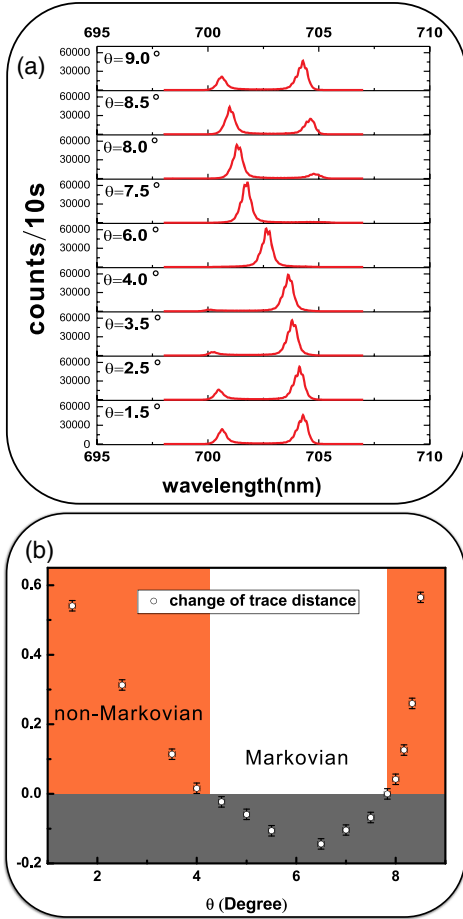 (a)
695 700 705 710
60000
30000
θ=9.0°
60000
30000
θ=8.5°
60000
30000
θ=8.0°
60000
30000
θ=7.5°
60000
30000
θ=6.0°
60000
30000
θ=4.0°
60000
30000
θ=3.5°
60000
30000
θ=2.5°
60000
30000
0
θ=1.5°
counts/10s
695 700 705 710
wavelength(nm)
(b)
0.6
0.4
0.2
0.0
-0.2
change of trace distance
non-Markovian
Markovian
2 4 6 8
θ (Degree)